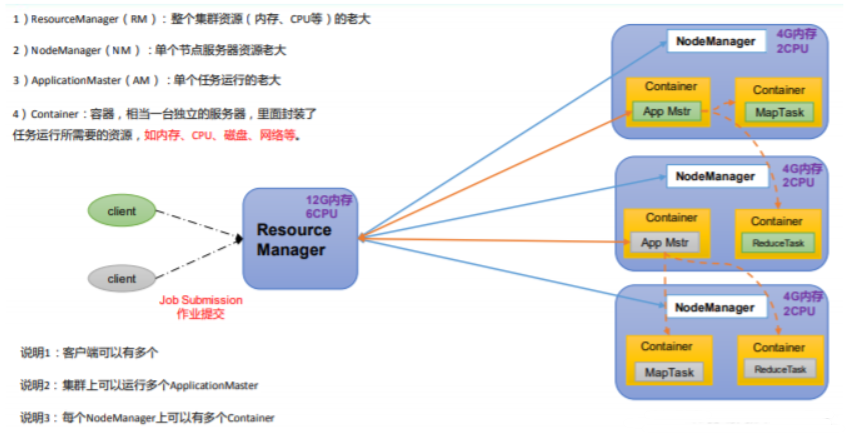 1）ResourceManager（RM）：整个集群资源（内存、CPU等）的老大
2）NodeManager（NM）：单个节点服务器资源老大
3）ApplicationMaster（AM）：单个任务运行的老大
4）Container：容器，相当一台独立的服务器，里面封装了
任务运行所需要的资源，如内存、CPU、磁盘、网络等。
client
client
Job Submission
作业提交
12G内存
6CPU
Resource
Manager
NodeManager
4G内存
2CPU
Container
App Mstr
Container
MapTask
NodeManager
4G内存
2CPU
Container
App Mstr
Container
ReduceTask
NodeManager
4G内存
2CPU
Container
MapTask
Container
ReduceTask
说明1：客户端可以有多个
说明2：集群上可以运行多个ApplicationMaster
说明3：每个NodeManager上可以有多个Container